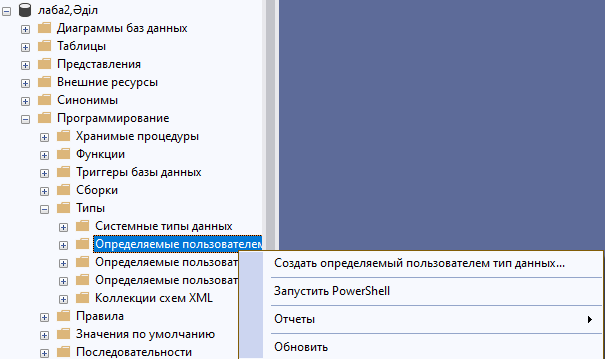 лаба2,Әділ
Диаграммы баз данных
Таблицы
Представления
Внешние ресурсы
Синонимы
Программирование
Хранимые процедуры
Функции
Триггеры базы данных
Сборки
Типы
Системные типы данных
Определяемые пользователем
Определяемые пользоват
Определяемые пользоват
Коллекции схем XML
Правила
Значения по умолчанию
Последовательности
Создать определяемый пользователем тип данных...
Запустить PowerShell
Отчеты
Обновить